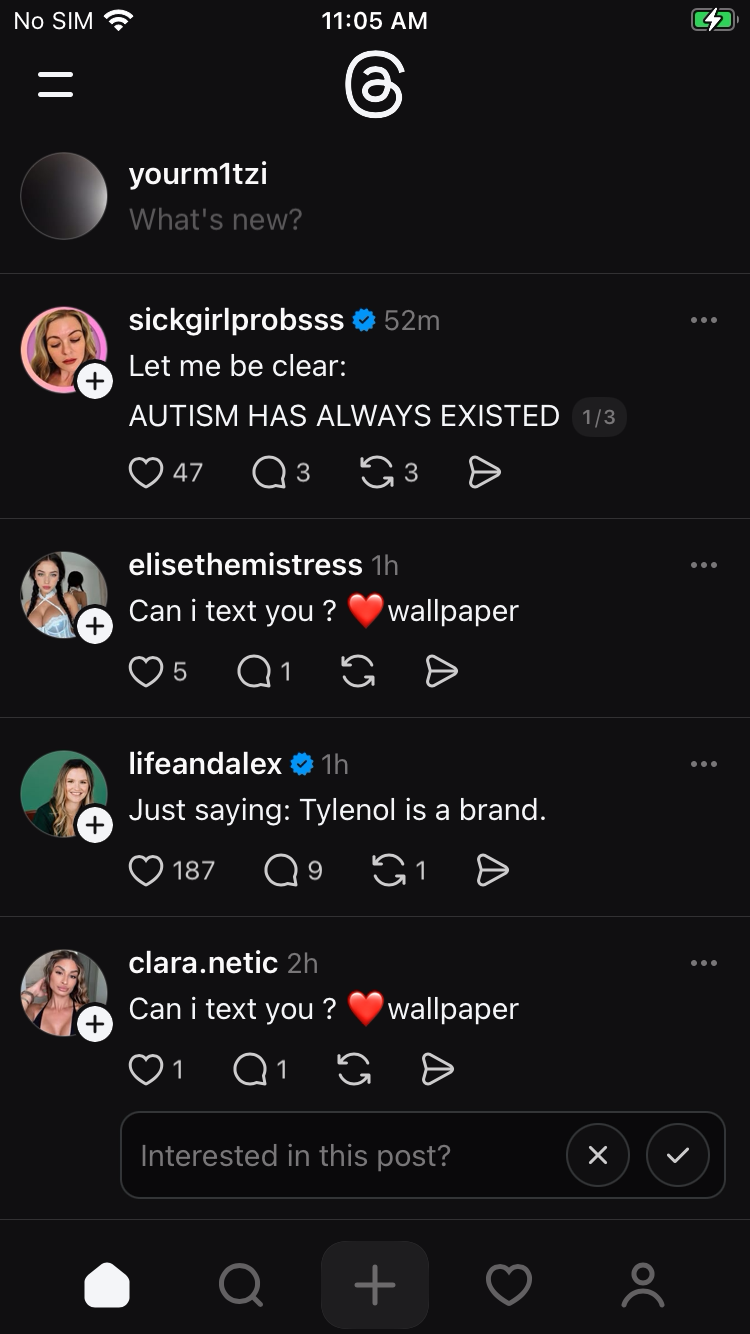 No SIM 11:05 AM
yourm1tzi
What's new?
sickgirlprobsss 52m
Let me be clear:
AUTISM HAS ALWAYS EXISTED 1/3
47 3 3
elisethemistress 1h
Can i text you ? ❤️wallpaper
5 1
lifeandalex 1h
Just saying: Tylenol is a brand.
187 9 1
clara.netic 2h
Can i text you ? ❤️wallpaper
1 1
Interested in this post?